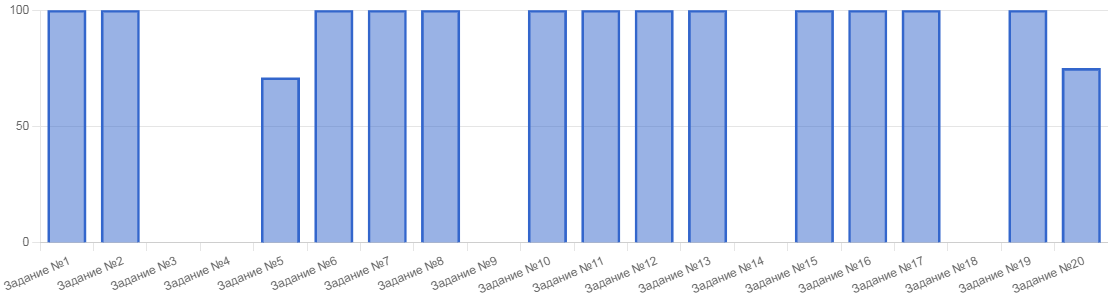 100
50
0
Задание №1
Задание №2
Задание №3
Задание №4
Задание №5
Задание №6
Задание №7
Задание №8
Задание №9
Задание №10
Задание №11
Задание №12
Задание №13
Задание №14
Задание №15
Задание №16
Задание №17
Задание №18
Задание №19
Задание №20